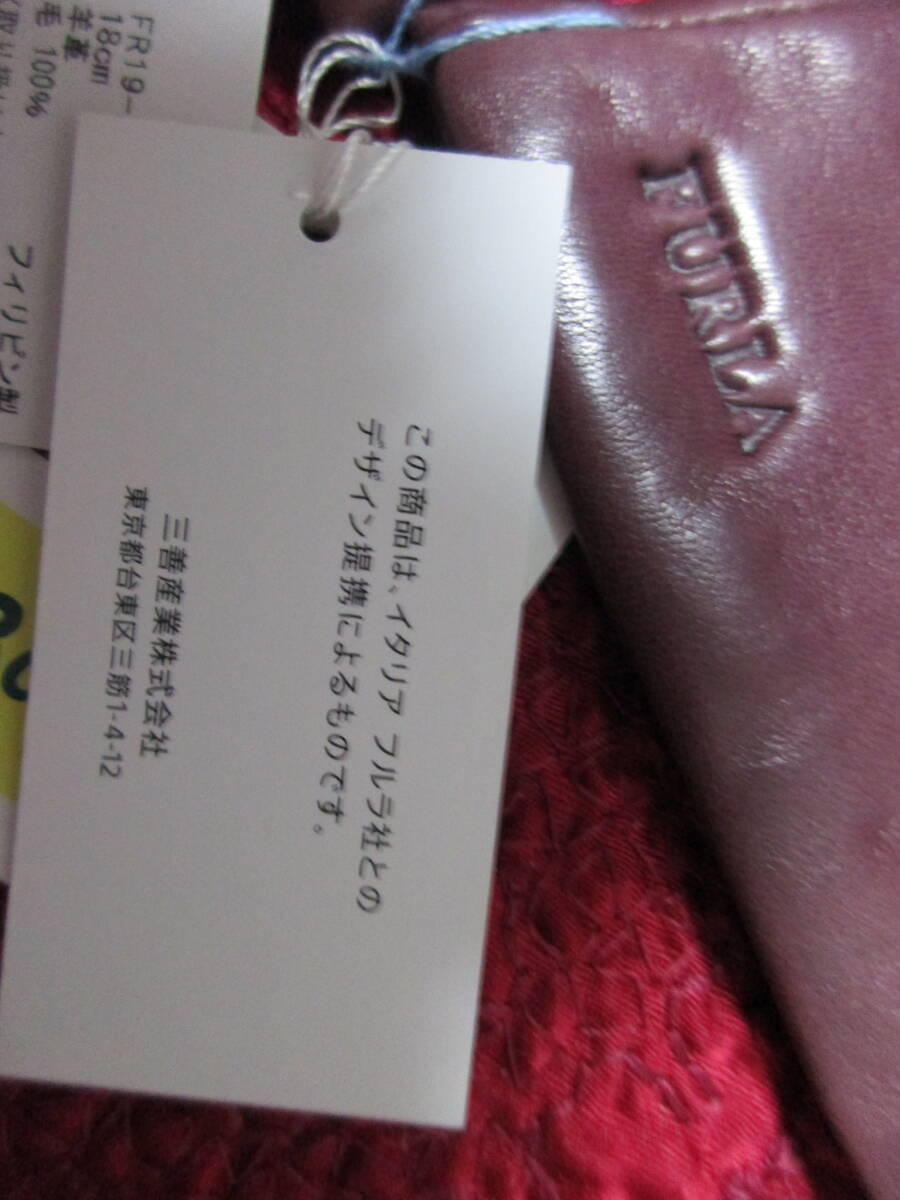 FURLA
この商品は、イタリア フルラ社との
デザイン提携によるものです。
三善産業株式会社
東京都台東区三筋1-4-12
FR19-
18cm
羊革
毛 100%
フィリピン製